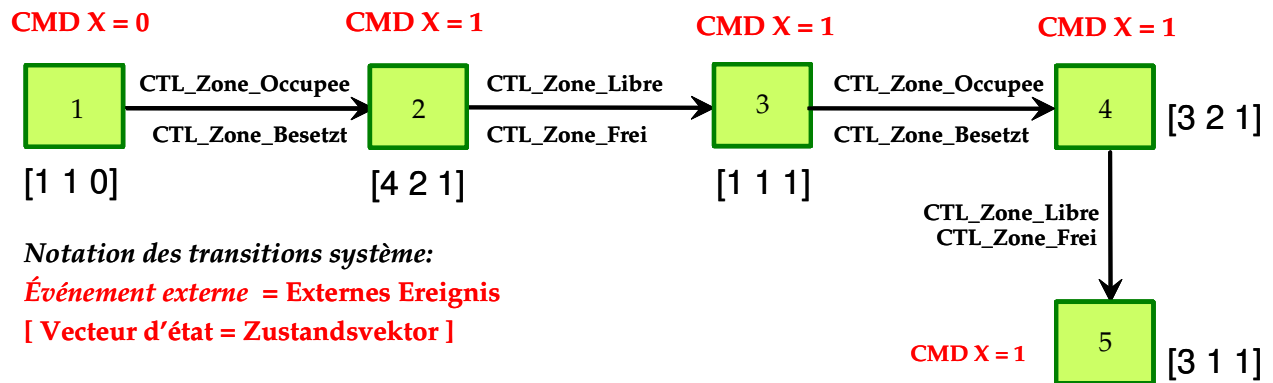 CMD X = 0
CMD X = 1
CMD X = 1
CMD X = 1
1
CTL_Zone_Occupee
CTL_Zone_Besetzt
2
CTL_Zone_Libre
CTL_Zone_Frei
3
CTL_Zone_Occupee
CTL_Zone_Besetzt
4
[3 2 1]
[1 1 0]
[4 2 1]
[1 1 1]
CTL_Zone_Libre
CTL_Zone_Frei
Notation des transitions système:
Événement externe = Externes Ereignis
[ Vecteur d’état = Zustandsvektor ]
CMD X = 1
5
[3 1 1]